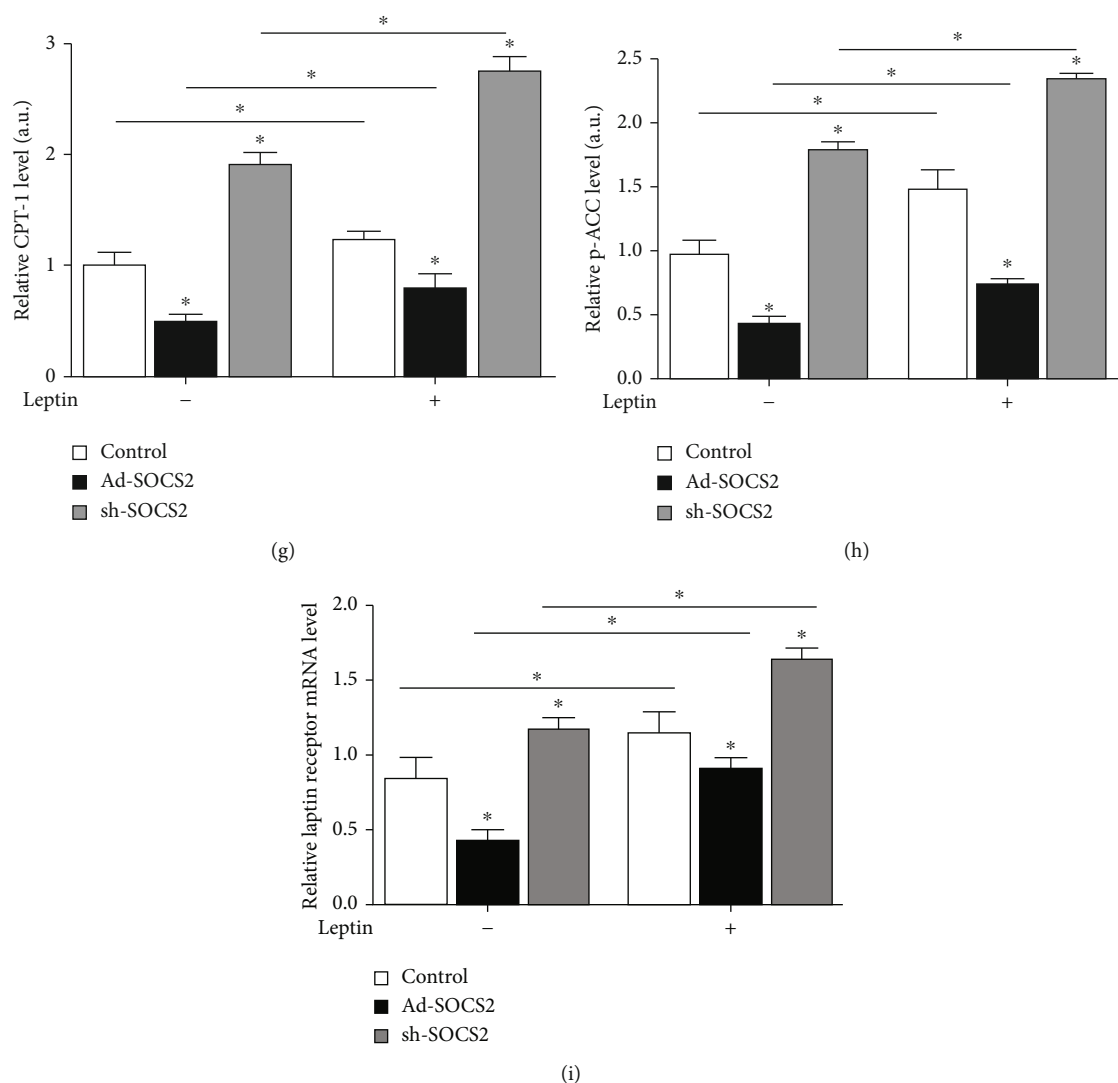 Relative CPT-1 level (a.u.)
3
2
1
0
*
*
*
*
*
*
*
Leptin
−
+
Control
Ad-SOCS2
sh-SOCS2
(g)
Relative p-ACC level (a.u.)
2.5
2.0
1.5
1.0
0.5
0.0
*
*
*
*
*
*
*
Leptin
−
+
Control
Ad-SOCS2
sh-SOCS2
(h)
Relative laptin receptor mRNA level
2.0
1.5
1.0
0.5
0.0
*
*
*
*
*
*
*
Leptin
−
+
Control
Ad-SOCS2
sh-SOCS2
(i)